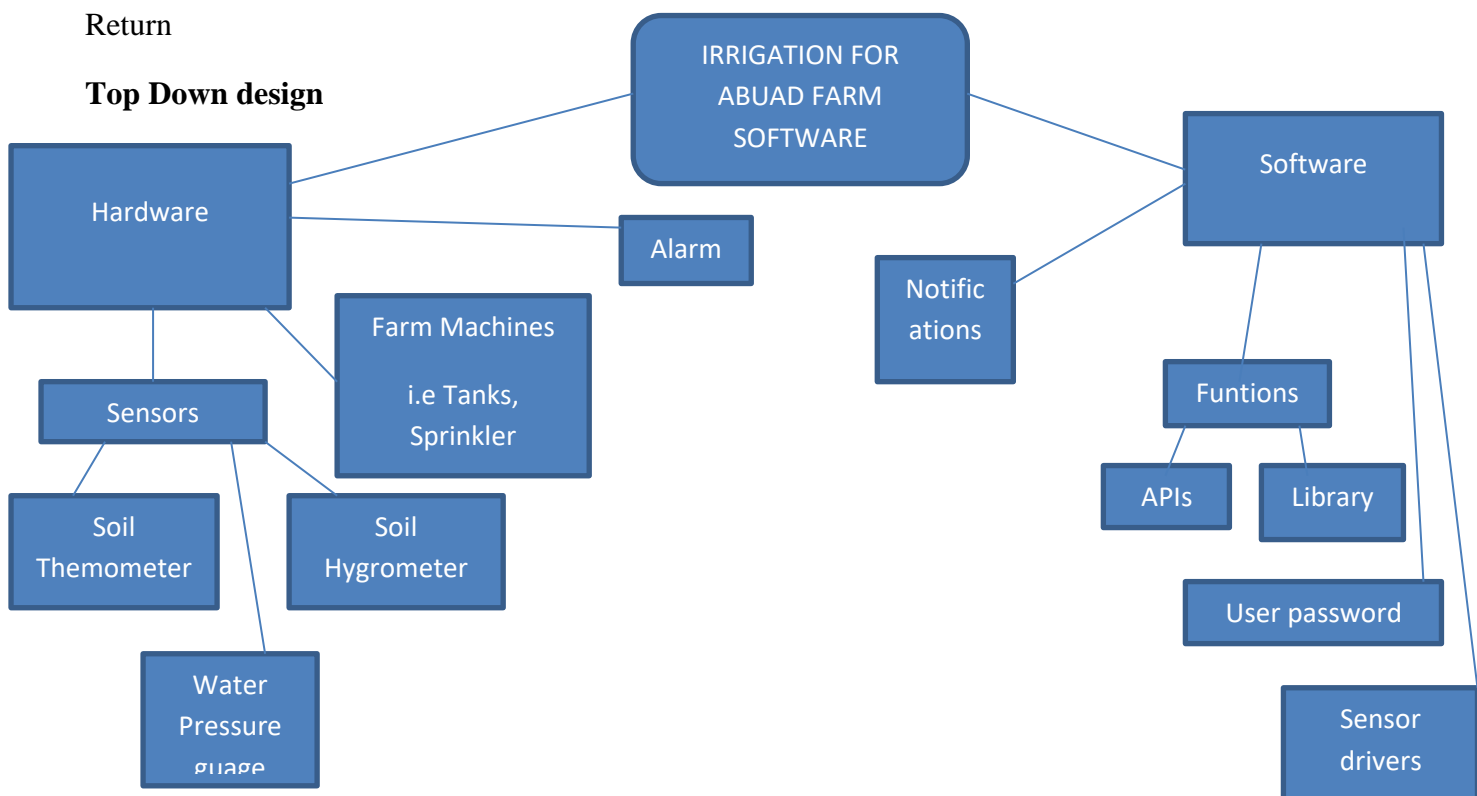 Return
Top Down design
IRRIGATION FOR
ABUAD FARM
SOFTWARE
Hardware
Software
Alarm
Notific
ations
Farm Machines
i.e Tanks,
Sprinkler
Sensors
Funtions
APIs
Library
Soil
Themometer
Soil
Hygrometer
User password
Water
Pressure
guage
Sensor
drivers